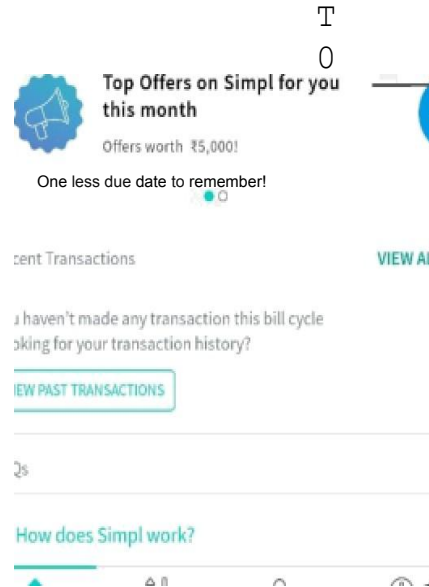 T
O
Top Offers on Simpl for you
this month
Offers worth ₹5,000!
One less due date to remember!
cent Transactions
VIEW A
u haven't made any transaction this bill cycle
oking for your transaction history?
IEW PAST TRANSACTIONS
Qs
How does Simpl work?